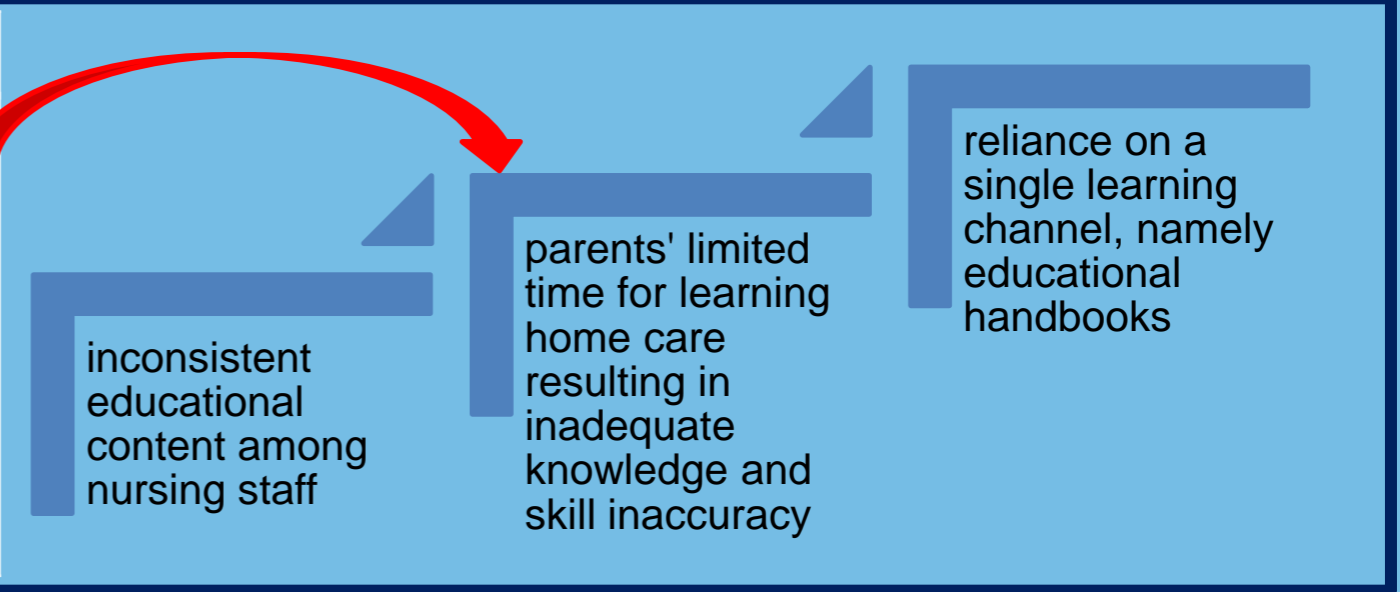 inconsistent
educational
content among
nursing staff
parents' limited
time for learning
home care
resulting in
inadequate
knowledge and
skill inaccuracy
reliance on a
single learning
channel, namely
educational
handbooks